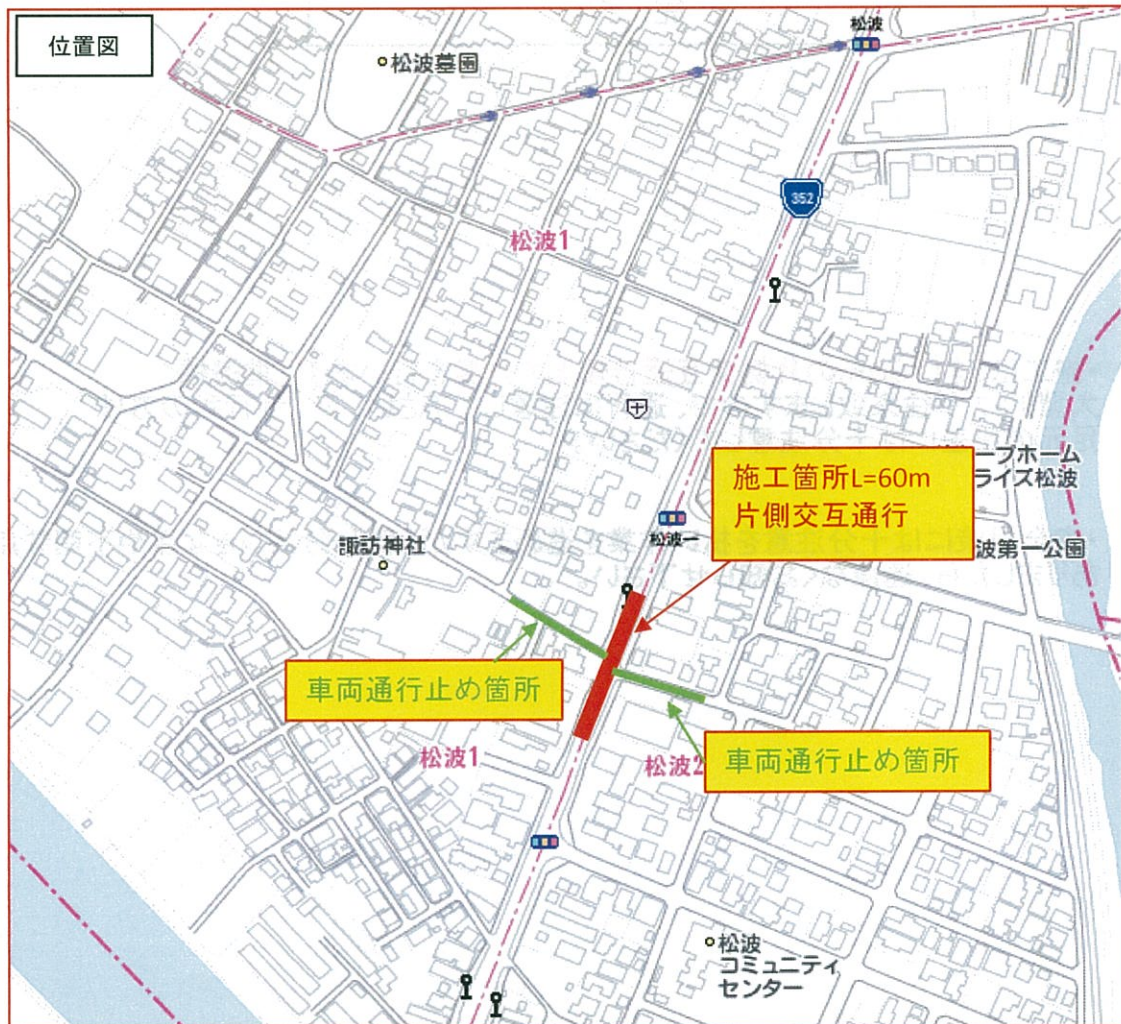 位置図
松波
松波墓園
352
松波1
施工箇所L=60m
片側交互通行
ープホーム
ライズ松波
松波一
波第一公園
諏訪神社
車両通行止め箇所
松波1
松波2
車両通行止め箇所
松波
コミュニティ
センター